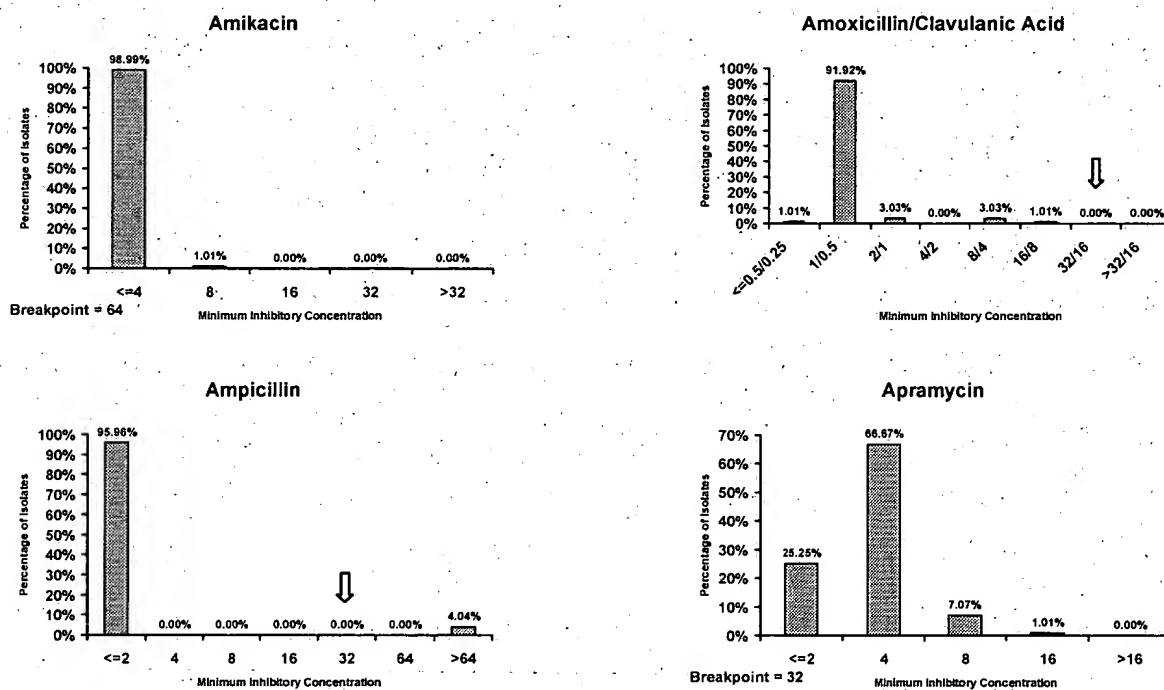 Amikacin
98.99%
100%
90%
80%
70%
60%
50%
40%
30%
20%
10%
0%
Percentage of Isolates
1.01% 0.00% 0.00% 0.00%
<=4 8 16 32 >32
Breakpoint = 64
Minimum Inhibitory Concentration
Amoxicillin/Clavulanic Acid
91.92%
100%
90%
80%
70%
60%
50%
40%
30%
20%
10%
0%
Percentage of Isolates
1.01% 3.03% 0.00% 3.03% 1.01% 0.00% 0.00%
<=0.5/0.25 1/0.5 2/1 4/2 8/4 16/8 32/16 >32/16
Minimum Inhibitory Concentration
Ampicillin
95.96%
100%
90%
80%
70%
60%
50%
40%
30%
20%
10%
0%
Percentage of Isolates
0.00% 0.00% 0.00% 0.00% 0.00% 4.04%
<=2 4 8 16 32 64 >64
Minimum Inhibitory Concentration
Apramycin
66.67%
70%
60%
50%
40%
30%
20%
10%
0%
Percentage of Isolates
25.25% 7.07% 1.01% 0.00%
<=2 4 8 16 >16
Breakpoint = 32
Minimum Inhibitory Concentration